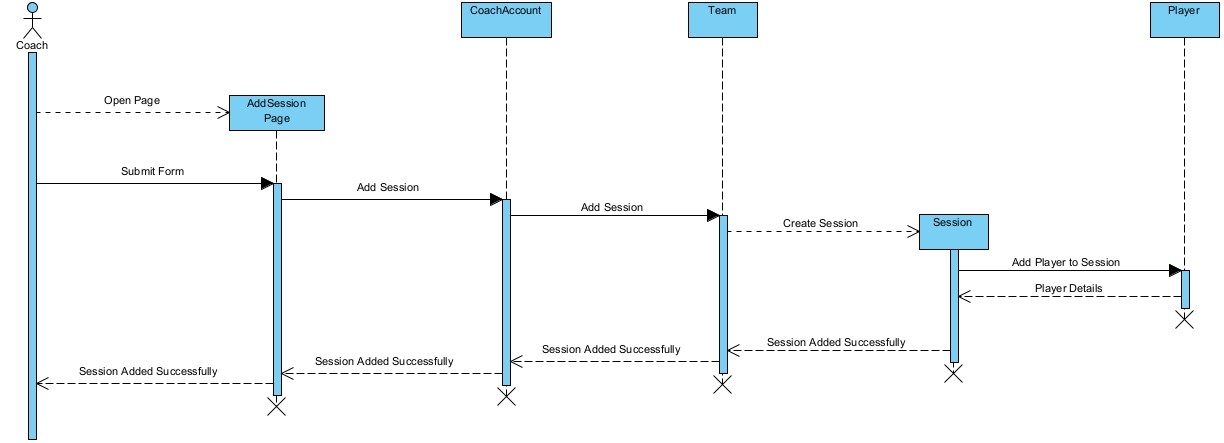 CoachAccount
Team
Player
Coach
Open Page
AddSession
Page
Submit Form
Add Session
Add Session
Create Session
Session
Add Player to Session
Player Details
Session Added Successfully
Session Added Successfully
Session Added Successfully
Session Added Successfully